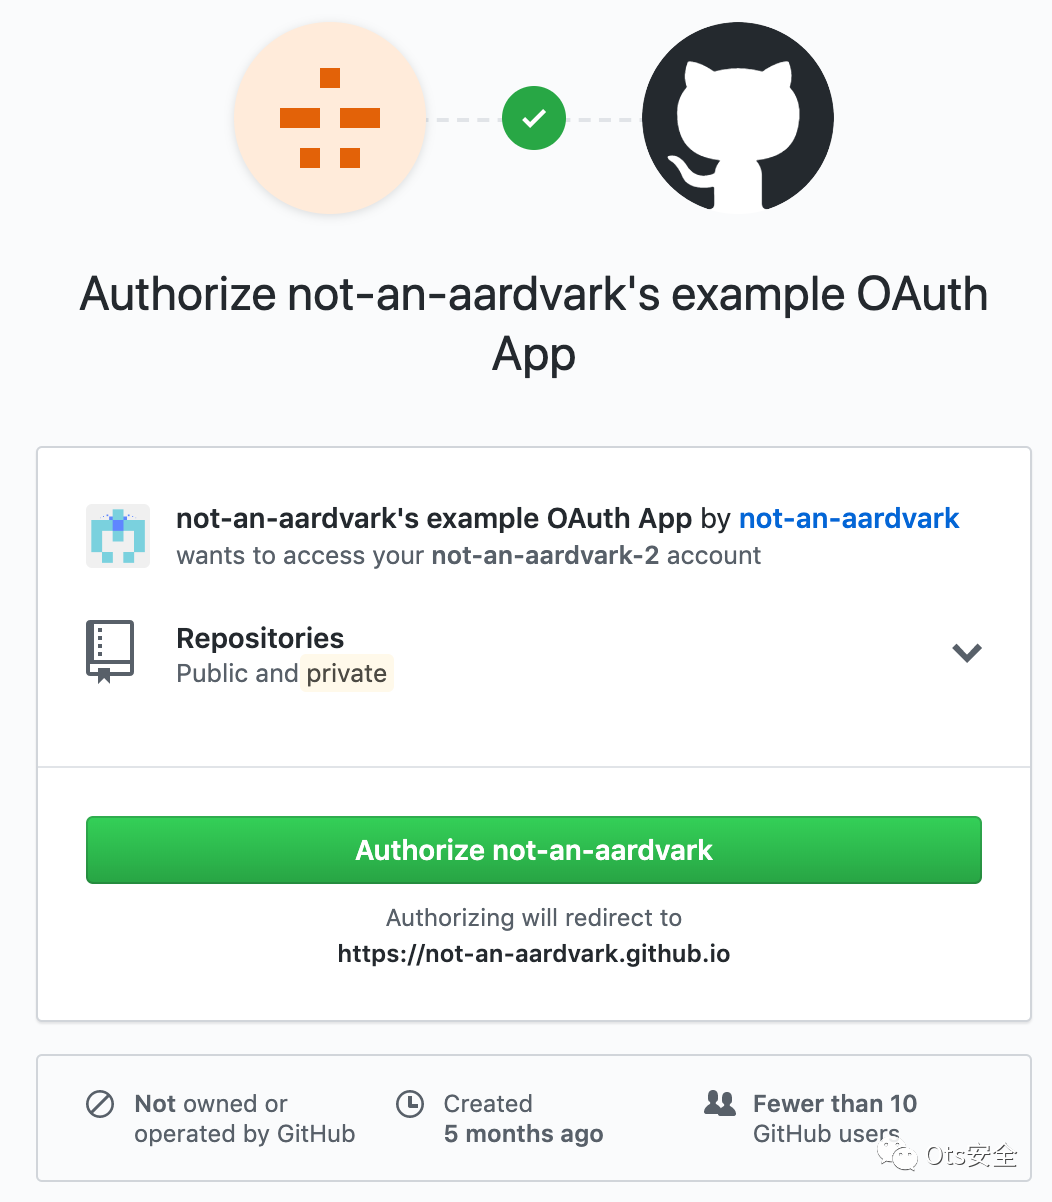 Authorize not-an-aardvark's example OAuth
App
not-an-aardvark's example OAuth App by not-an-aardvark
wants to access your not-an-aardvark-2 account
Repositories
Public and private
Authorize not-an-aardvark
Authorizing will redirect to
https://not-an-aardvark.github.io
Not owned or
operated by GitHub
Created
5 months ago
Fewer than 10
GitHub users
Ots安全